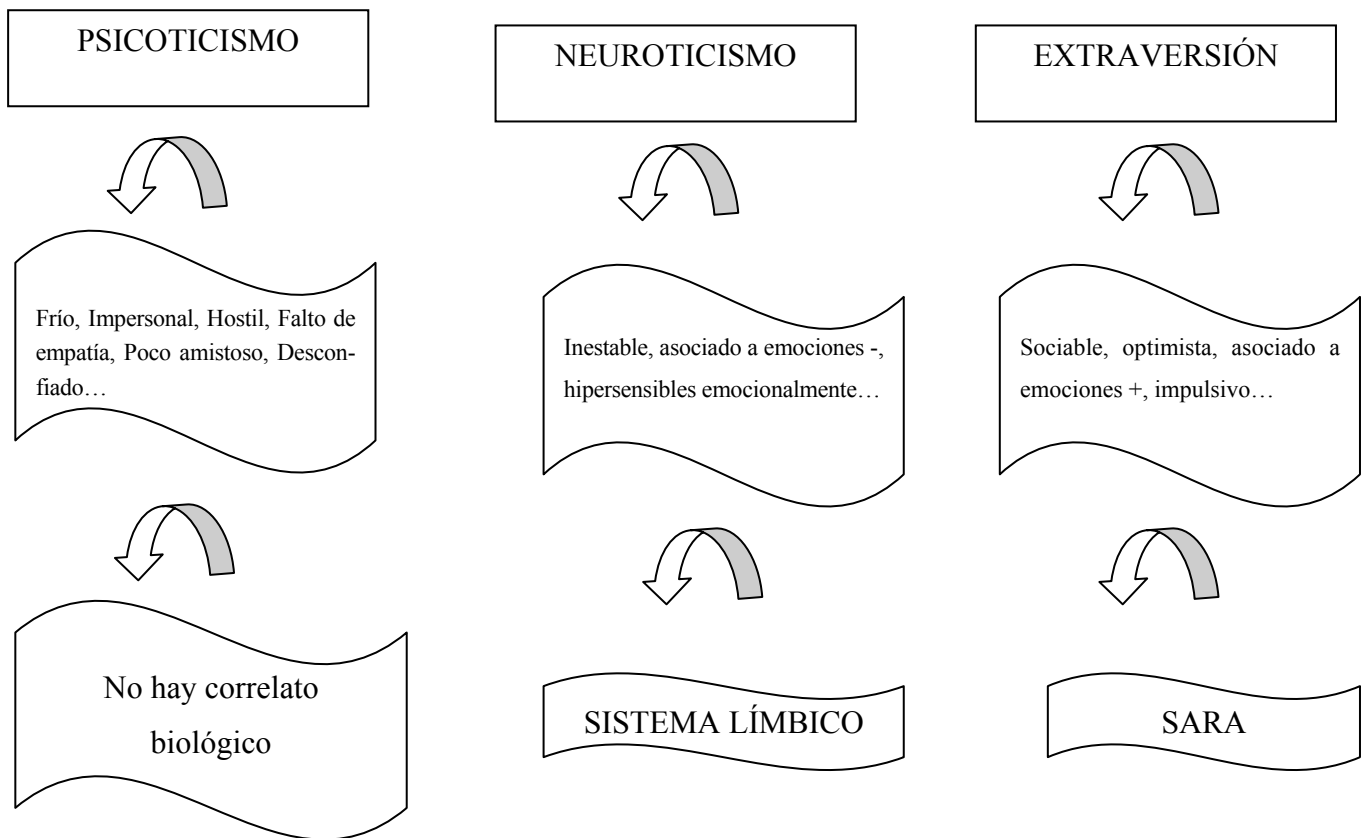 PSICOTICISMO
NEUROTICISMO
EXTRAVERSIÓN
Frío, Impersonal, Hostil, Falto de
empatía, Poco amistoso, Descon-
fiado…
Inestable, asociado a emociones -,
hipersensibles emocionalmente…
Sociable, optimista, asociado a
emociones +, impulsivo…
No hay correlato
biológico
SISTEMA LÍMBICO
SARA